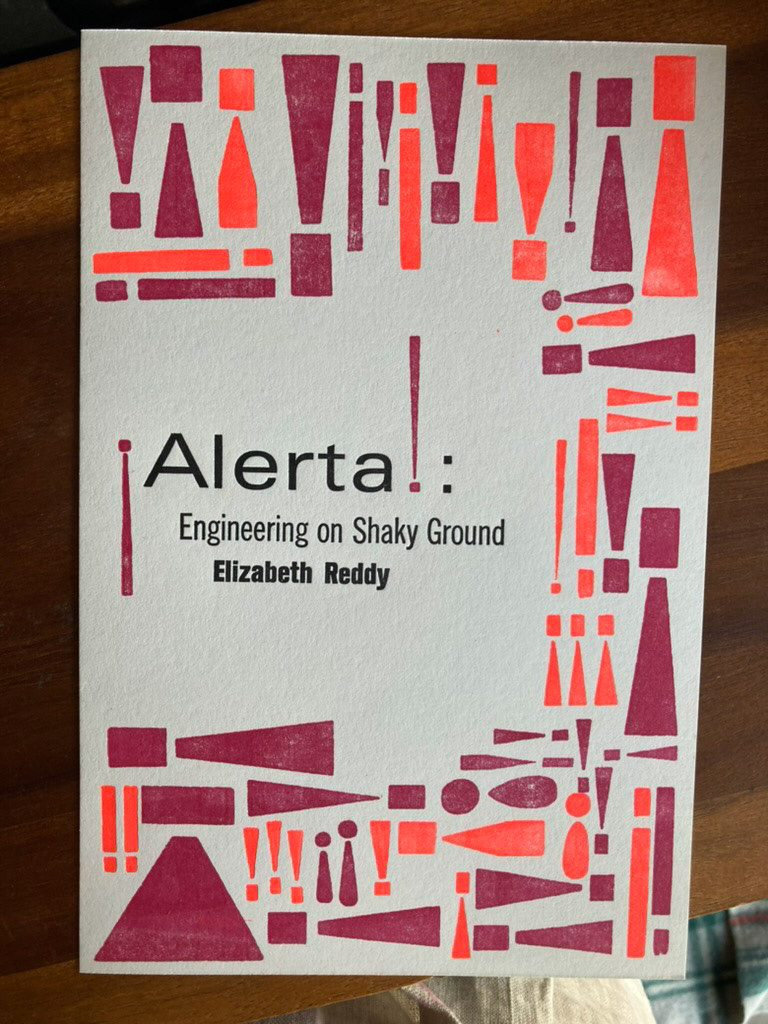 ¡Alerta!:
Engineering on Shaky Ground
Elizabeth Reddy